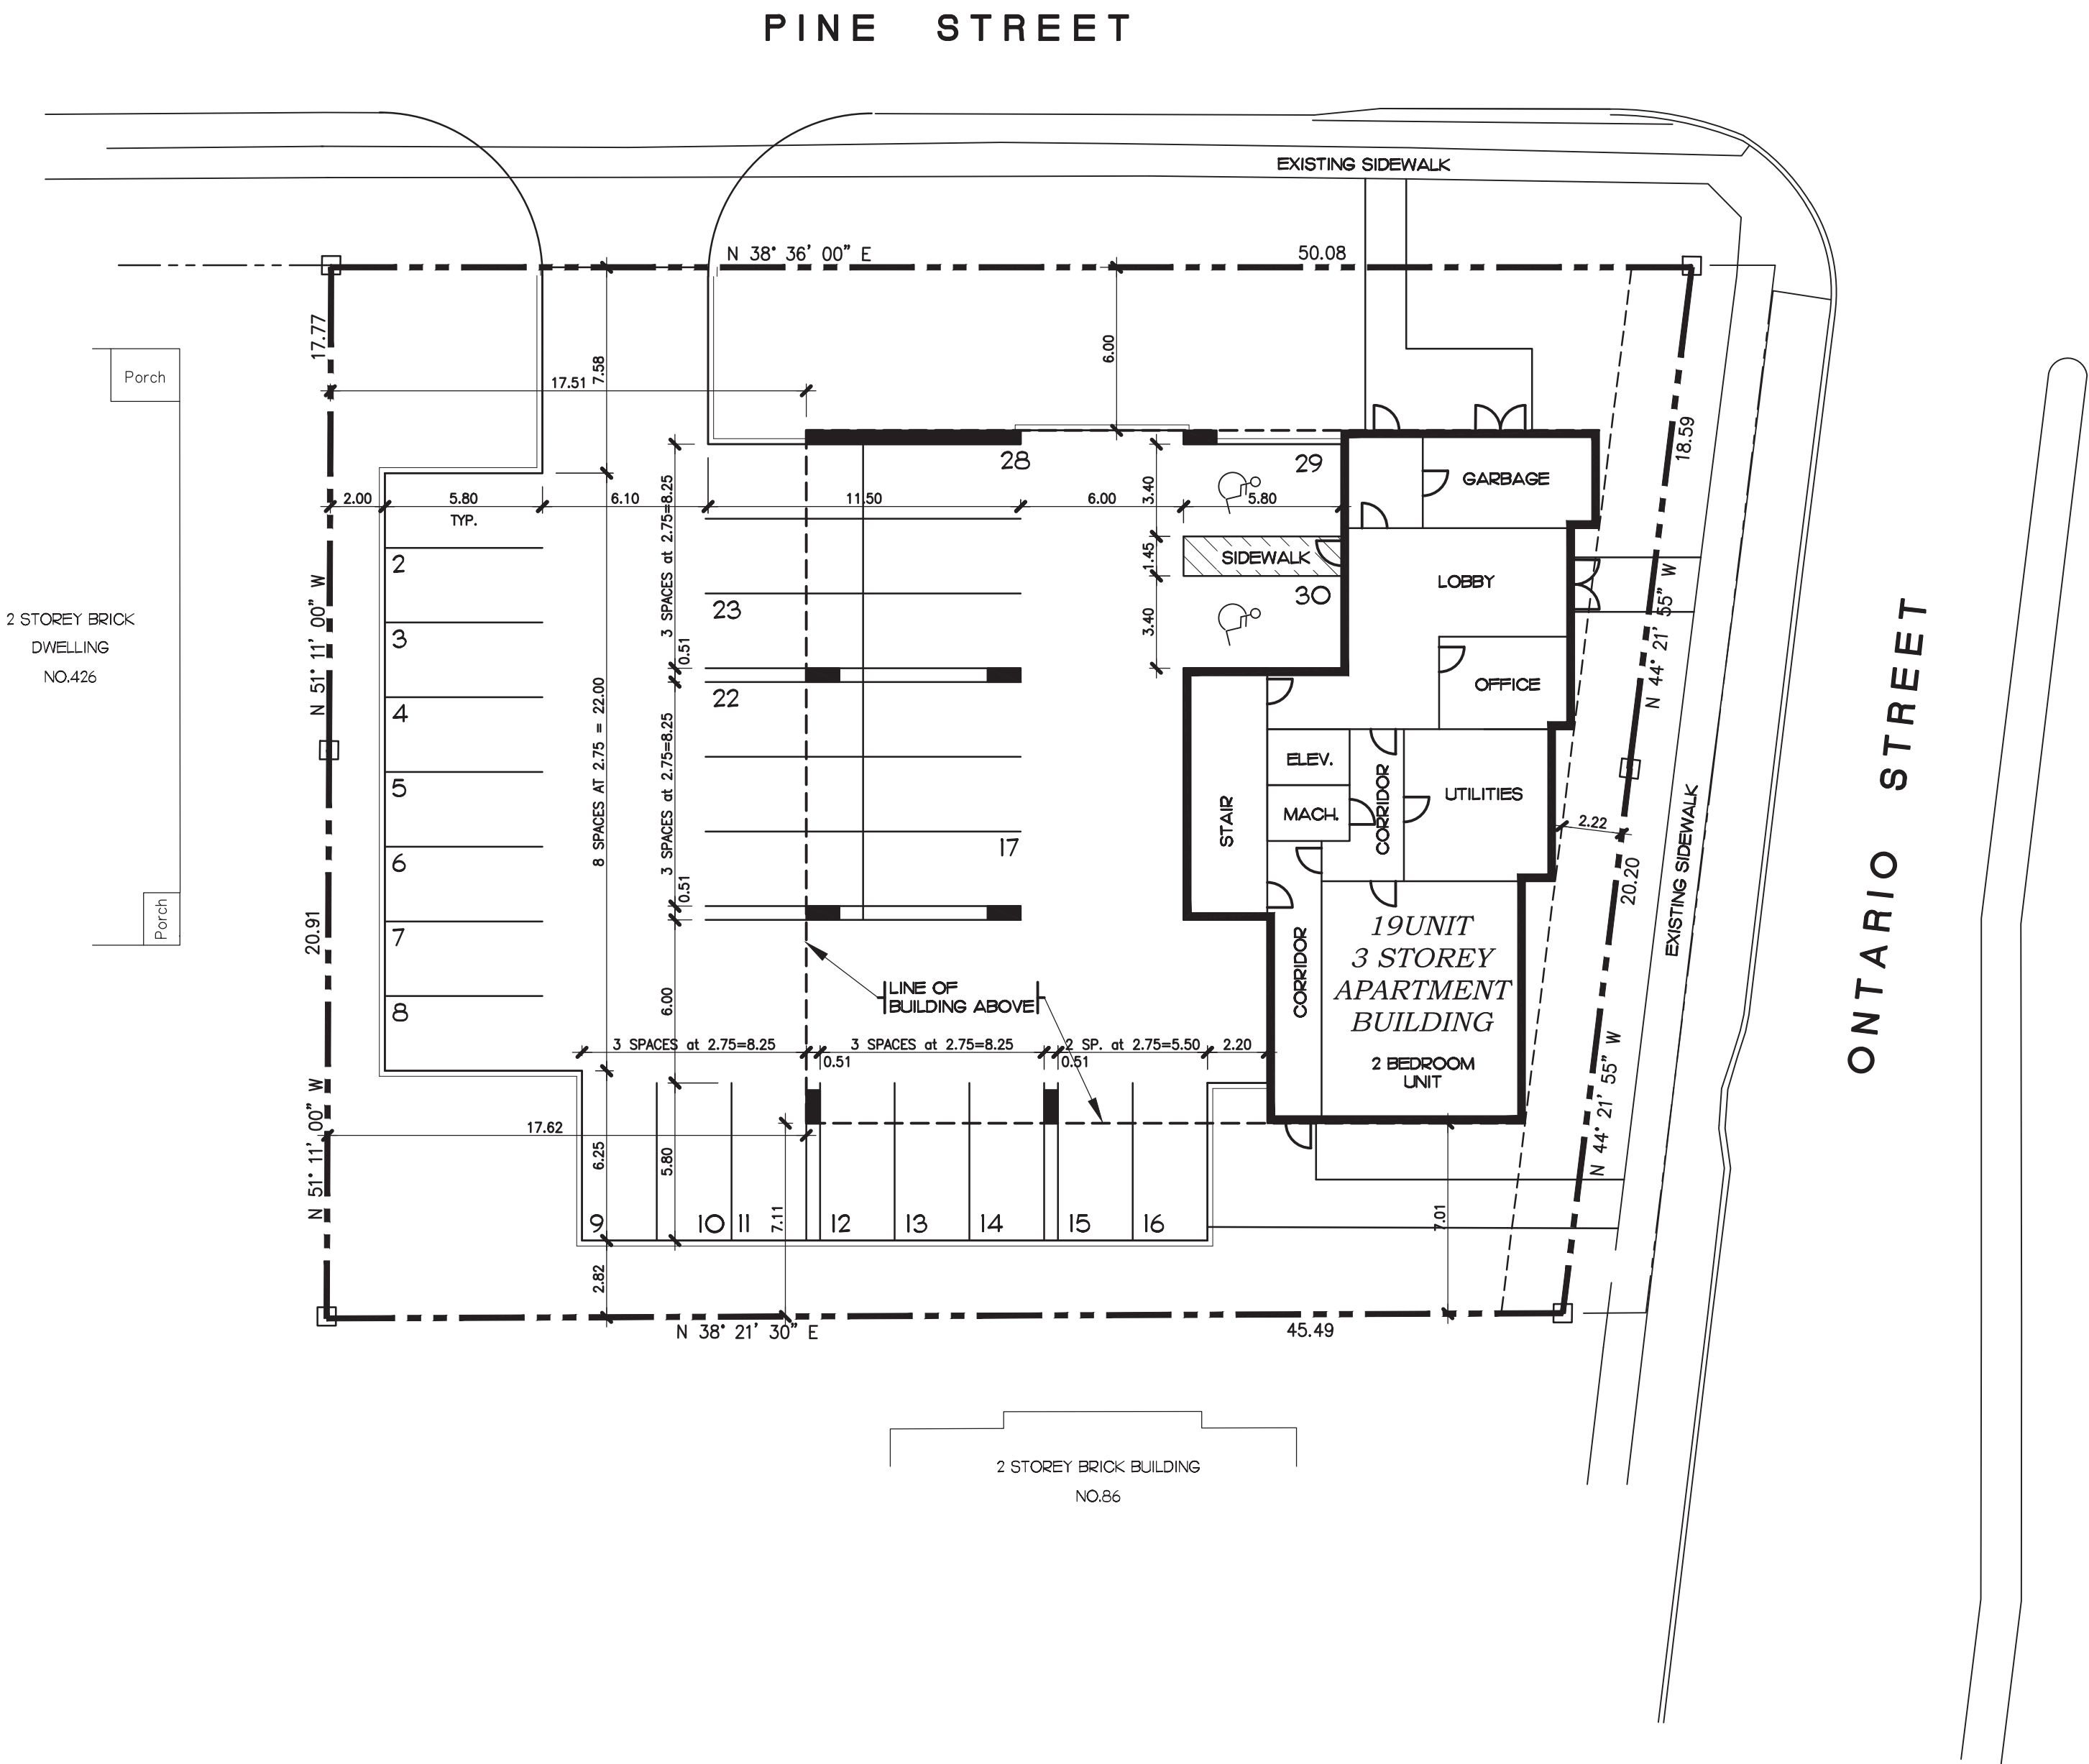 PINE STREET
EXISTING SIDEWALK
N 38° 36' 00" E
50.08
17.77
Porch
17.51
7.58
6.00
18.59
28
29
GARBAGE
2.00
5.80
TYP.
6.10
11.50
6.00
3.40
5.80
3 SPACES at 2.75=8.25
2
SIDEWALK
1.45
LOBBY
30
23
3
3.40
N 51° 11' 00" W
N 44° 21' 55" W
2 STOREY BRICK
DWELLING
NO.426
0.51
22
OFFICE
4
8 SPACES AT 2.75 = 22.00
3 SPACES at 2.75=8.25
ELEV.
5
MACH.
CORRIDOR
UTILITIES
STAIR
2.22
17
6
ONTARIO STREET
EXISTING SIDEWALK
20.20
0.51
Porch
20.91
7
19UNIT
3 STOREY
APARTMENT
BUILDING
CORRIDOR
LINE OF
BUILDING ABOVE
6.00
8
3 SPACES at 2.75=8.25
3 SPACES at 2.75=8.25
2 SP. at 2.75=5.50
2.20
0.51
0.51
2 BEDROOM
UNIT
N 51° 11' 00" W
N 44° 21' 55" W
17.62
6.25
5.80
7.11
7.01
9
10
11
12
13
14
15
16
2.82
N 38° 21' 30" E
45.49
2 STOREY BRICK BUILDING
NO.86